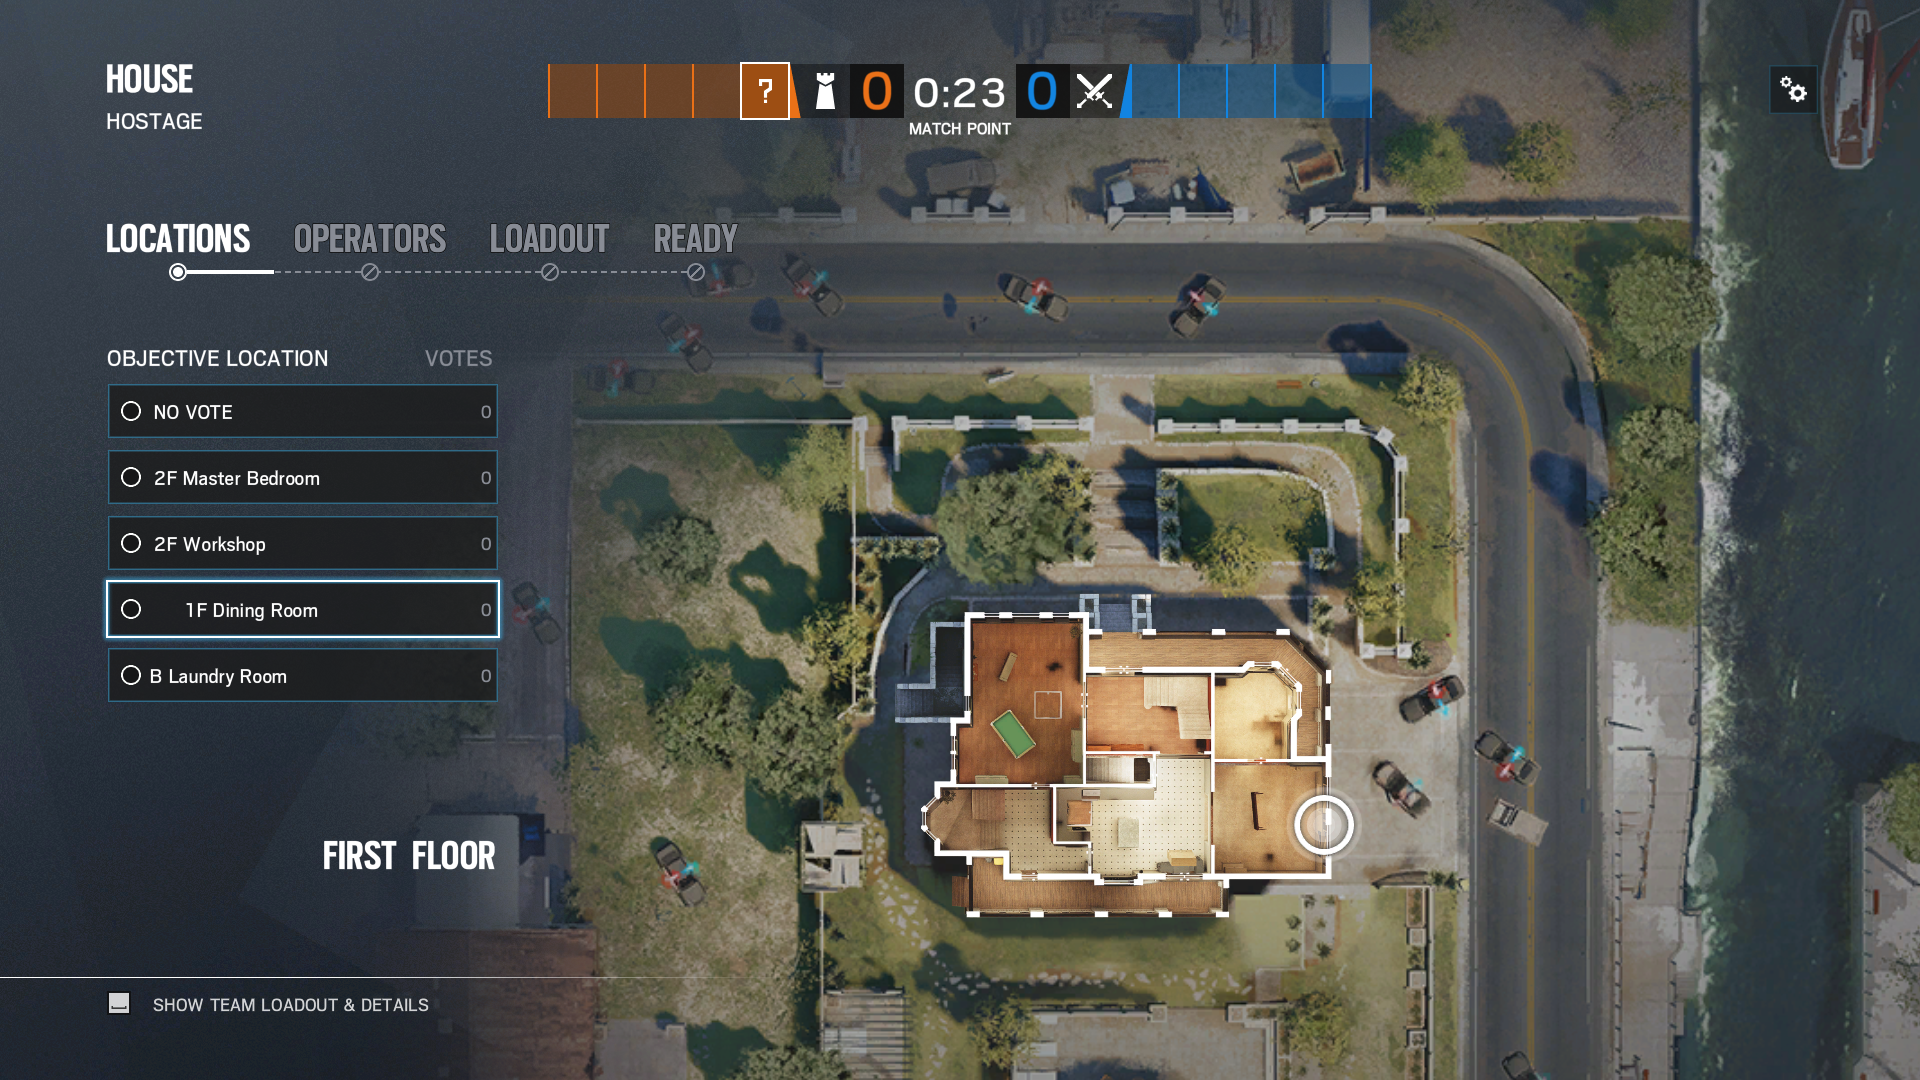 HOUSE
HOSTAGE
?
0
0:23
0
MATCH POINT
LOCATIONS
OPERATORS
LOADOUT
READY
OBJECTIVE LOCATION
VOTES
NO VOTE
0
2F Master Bedroom
0
2F Workshop
0
1F Dining Room
0
B Laundry Room
0
FIRST FLOOR
SHOW TEAM LOADOUT & DETAILS